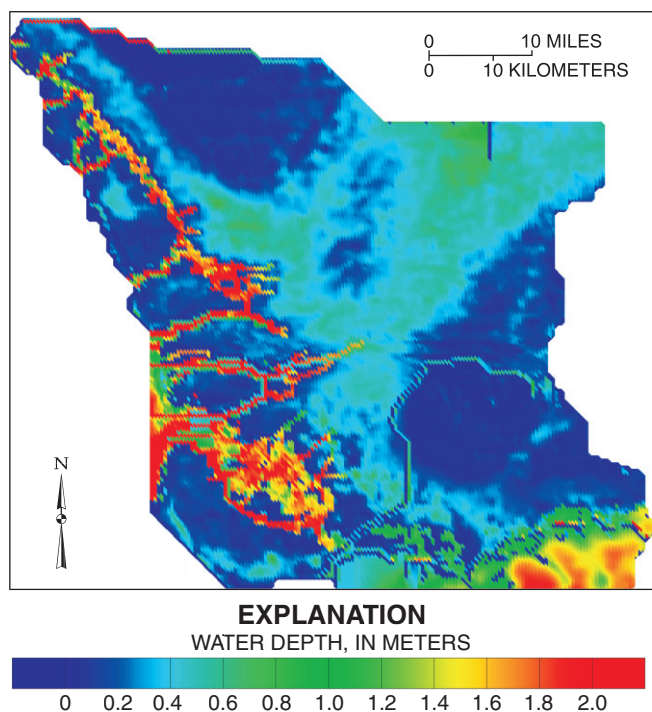 0 10 MILES
0 10 KILOMETERS
N
EXPLANATION
WATER DEPTH, IN METERS
0 0.2 0.4 0.6 0.8 1.0 1.2 1.4 1.6 1.8 2.0